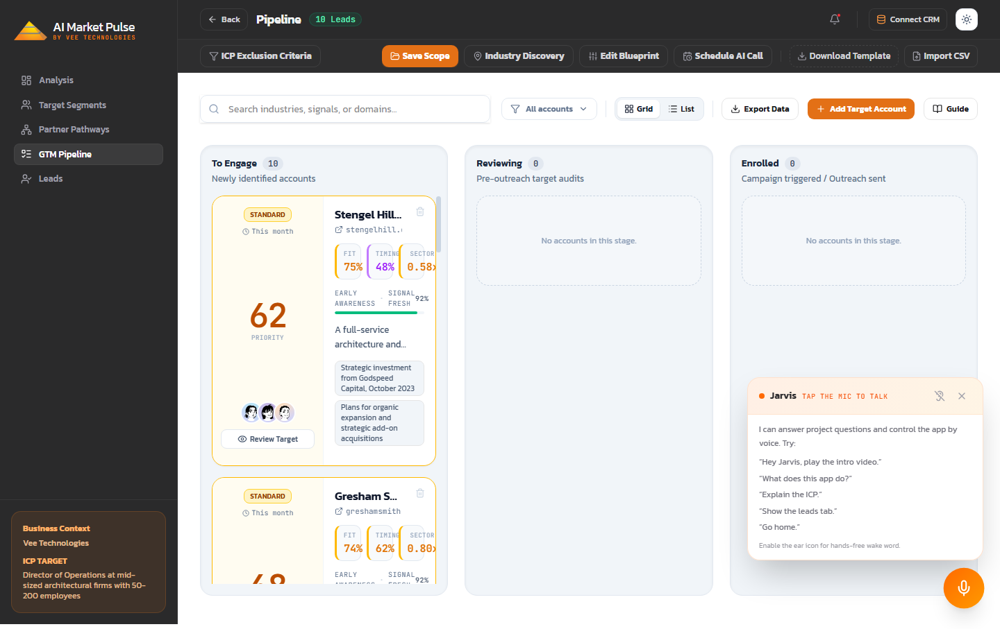 AI Market Pulse
BY VEE TECHNOLOGIES
Analysis
Target Segments
Partner Pathways
GTM Pipeline
Leads
Business Context
Vee Technologies
ICP TARGET
Director of Operations at mid-
sized architectural firms with 50-
200 employees
Back
Pipeline
10 Leads
Connect CRM
ICP Exclusion Criteria
Save Scope
Industry Discovery
Edit Blueprint
Schedule AI Call
Download Template
Import CSV
Search industries, signals, or domains...
All accounts
Grid
List
Export Data
Add Target Account
Guide
To Engage 10
Newly identified accounts
STANDARD
This month
62
PRIORITY
Review Target
Stengel Hill...
stengelhill.
FIT
75%
TIMING
48%
SECTOR
0.58x
EARLY AWARENESS · SIGNAL FRESH 92%
A full-service
architecture and...
Strategic investment
from Godspeed
Capital, October 2023
Plans for organic
expansion and
strategic add-on
acquisitions
STANDARD
This month
Gresham S...
greshamsmith
FIT
74%
TIMING
62%
SECTOR
0.80x
EARLY AWARENESS · SIGNAL FRESH 92%
Reviewing 0
Pre-outreach target audits
No accounts in this stage.
Enrolled 0
Campaign triggered / Outreach sent
No accounts in this stage.
Jarvis TAP THE MIC TO TALK
I can answer project questions and control the app by
voice. Try:
"Hey Jarvis, play the intro video."
"What does this app do?"
"Explain the ICP."
"Show the leads tab."
"Go home."
Enable the ear icon for hands-free wake word.